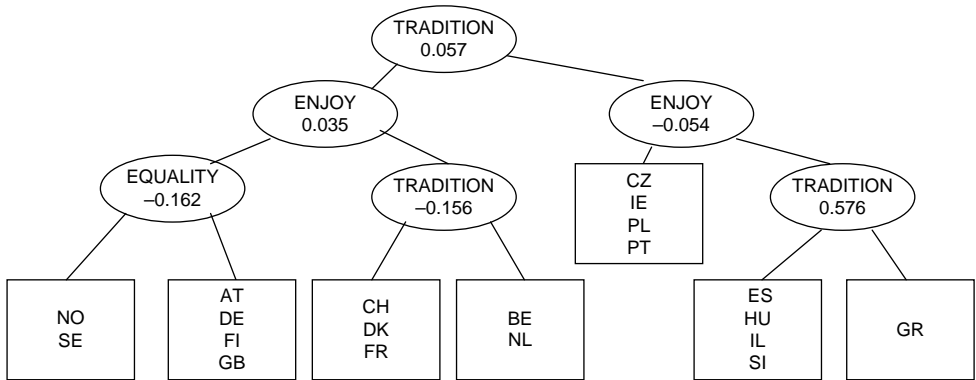 TRADITION
0.057
ENJOY
0.035
ENJOY
–0.054
EQUALITY
–0.162
TRADITION
–0.156
CZ
IE
PL
PT
TRADITION
0.576
NO
SE
AT
DE
FI
GB
CH
DK
FR
BE
NL
ES
HU
IL
SI
GR